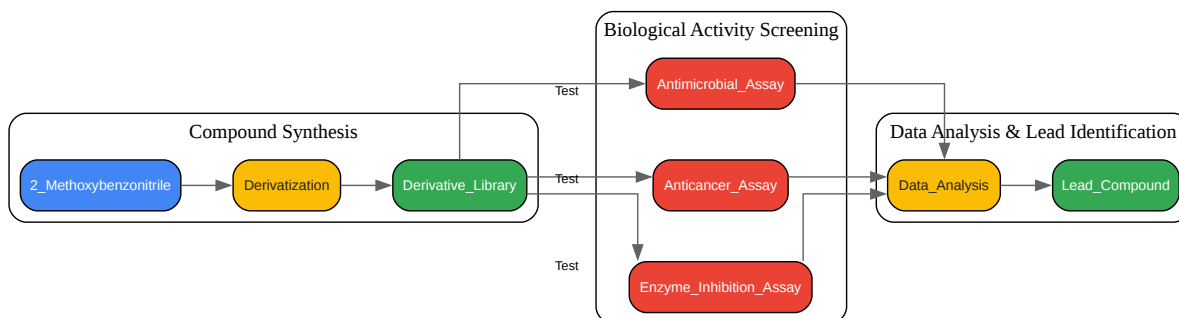 Biological Activity Screening
Antimicrobial_Assay
Test
Compound Synthesis
Data Analysis & Lead Identification
2_Methoxybenzonitrile
Derivatization
Derivative_Library
Test
Anticancer_Assay
Data_Analysis
Lead_Compound
Test
Enzyme_Inhibition_Assay